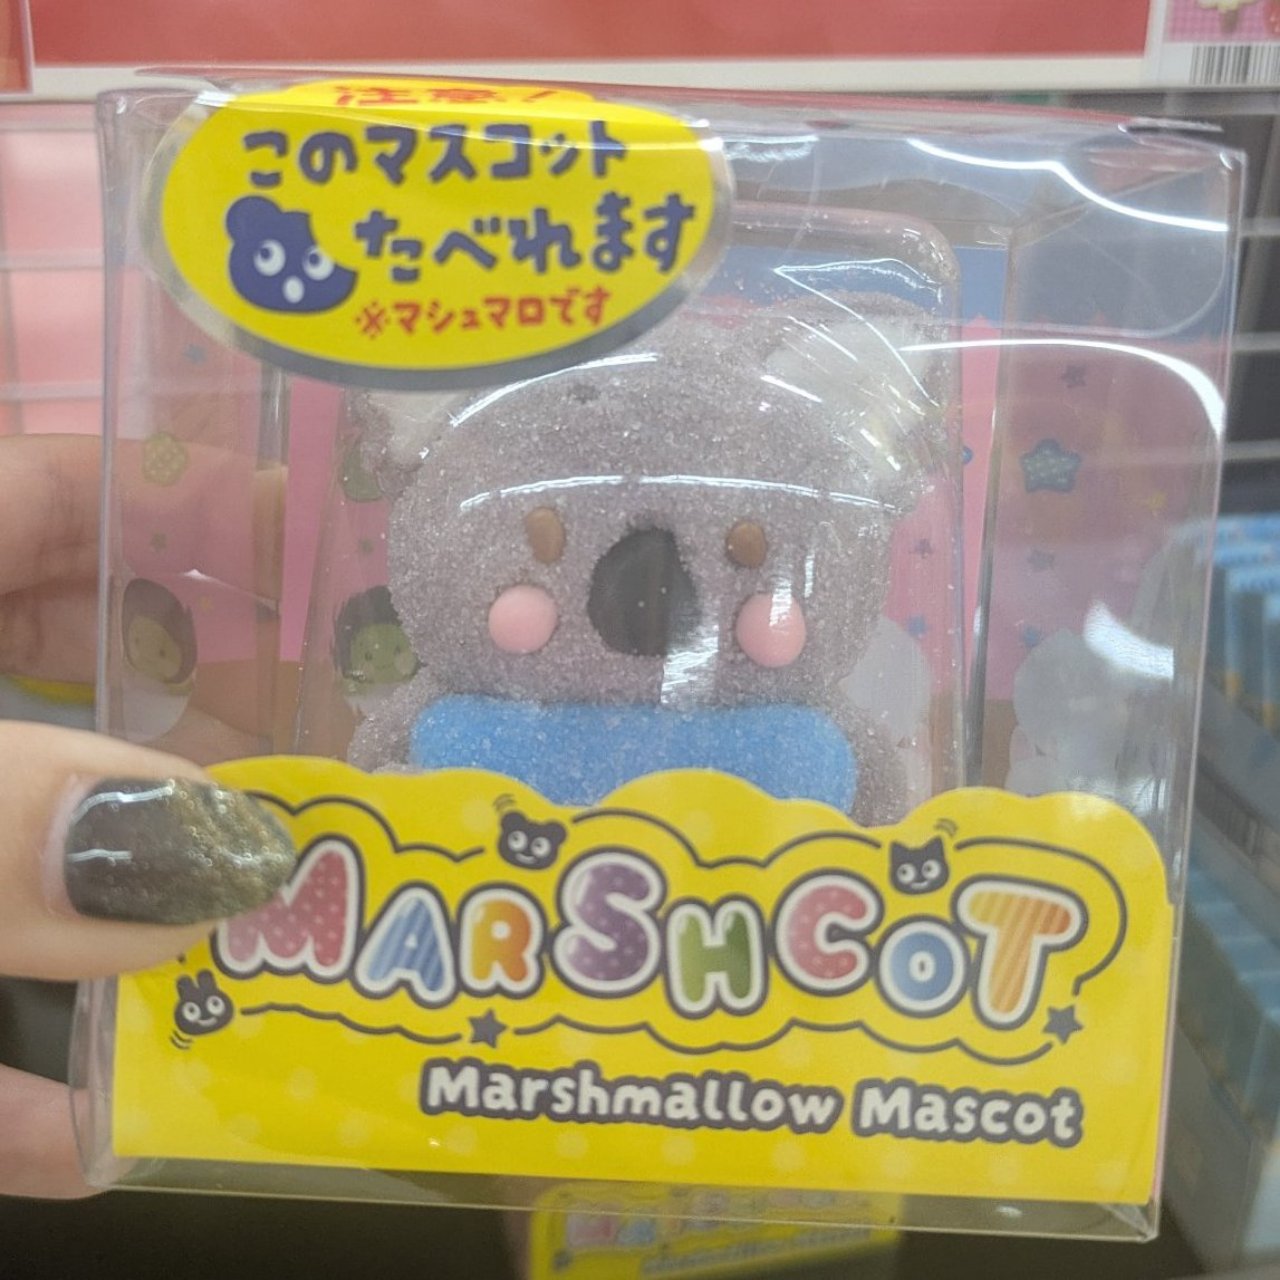 注意!
このマスコット
たべれます
※マシュマロです
MARSHCOT
Marshmallow Mascot